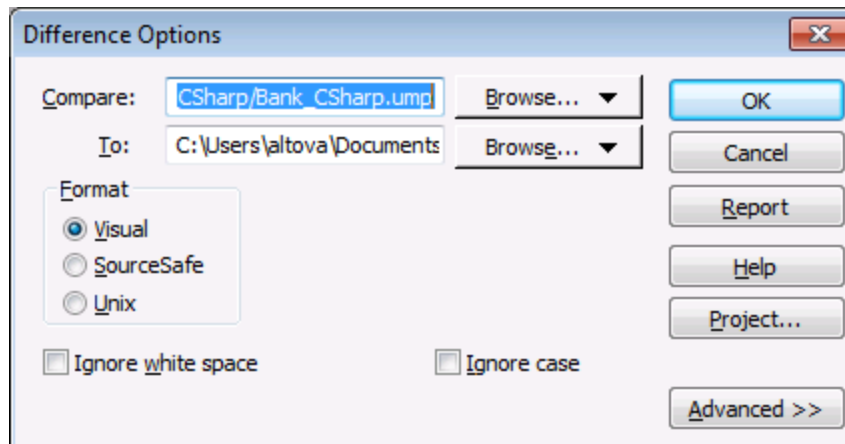 Difference Options
Compare: CSharp/Bank_CSharp.ump Browse... OK
To: C:\Users\altova\Documents Browse... Cancel
Format
Visual
SourceSafe
Unix
Report
Help
Project...
Ignore white space Ignore case
Advanced >>